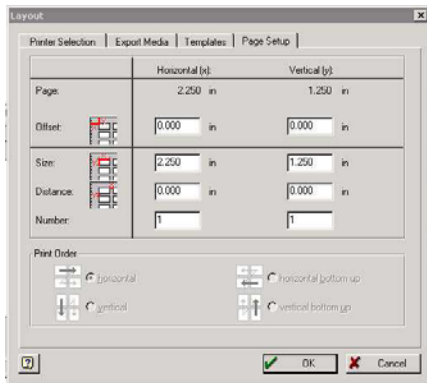 Layout
Printer Selection Export Media Templates Page Setup
Horizontal (x): Vertical (y):
Page: 2.250 in 1.250 in
Offset: 0.000 in 0.000 in
Size: 2.250 in 1.250 in
Distance: 0.000 in 0.000 in
Number: 1 1
Print Order
horizontal horizontal bottom up
vertical vertical bottom up
? OK Cancel